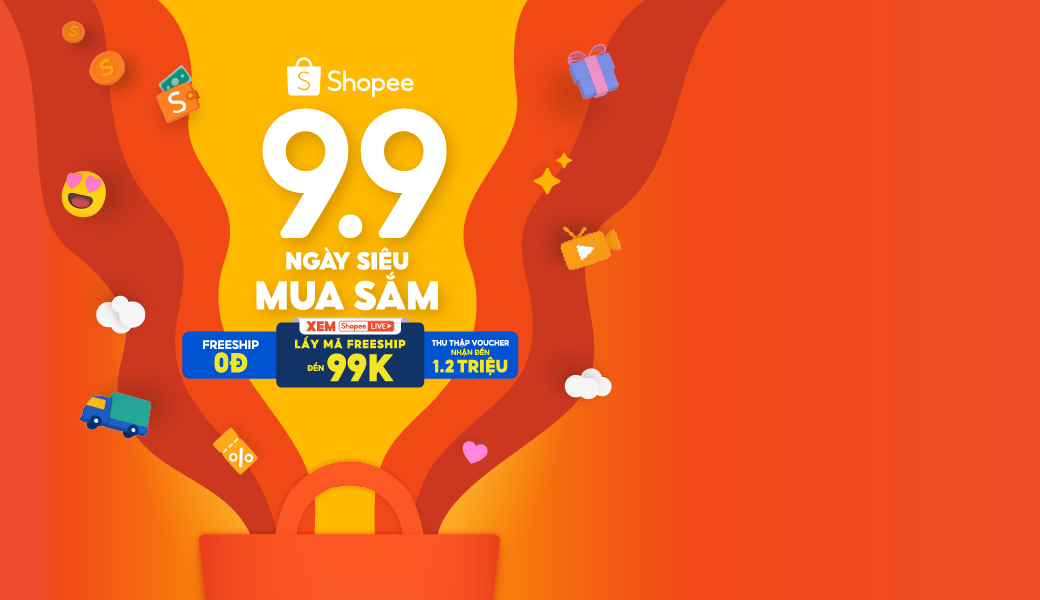 S
S
S
S Shopee
9.9
NGÀY SIÊU
MUA SẮM
XEM Shopee LIVE
FREESHIP
0Đ
LẤY MÃ FREESHIP
ĐẾN 99K
THU THẬP VOUCHER
NHẬN ĐẾN
1.2 TRIỆU
%